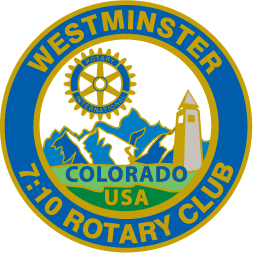 WESTMINSTER
ROTARY
INTERNATIONAL
COLORADO
USA
7:10 ROTARY CLUB